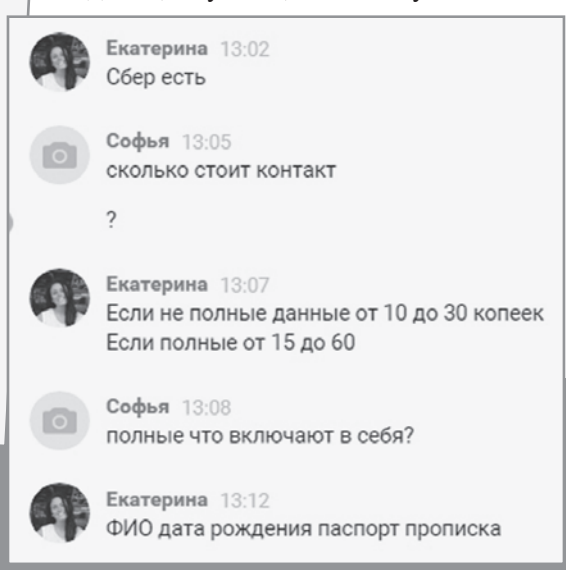 Екатерина 13:02
Сбер есть
Софья 13:05
сколько стоит контакт
?
Екатерина 13:07
Если не полные данные от 10 до 30 копеек
Если полные от 15 до 60
Софья 13:08
полные что включают в себя?
Екатерина 13:12
ФИО дата рождения паспорт прописка